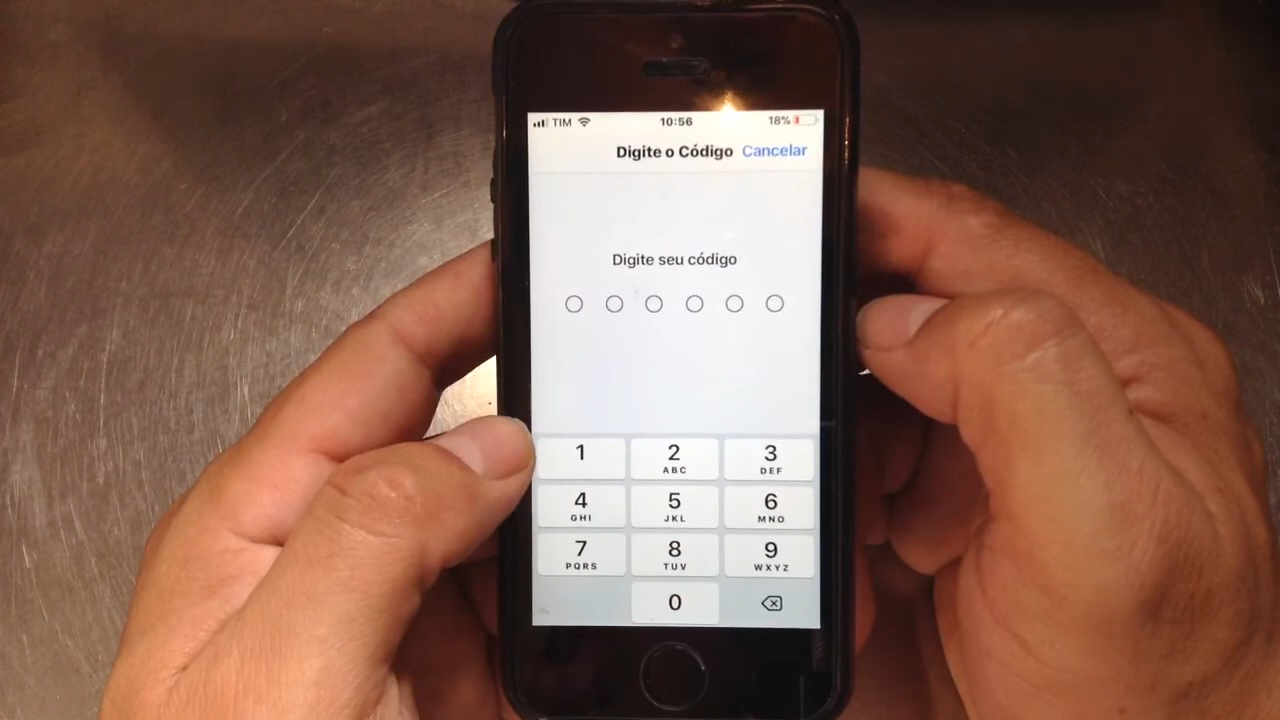 TIM 10:56 18%
Digite o Código Cancelar
Digite seu código
1 2 3
ABC DEF
4 5 6
GHI JKL MNO
7 8 9
PQRS TUV WXYZ
0